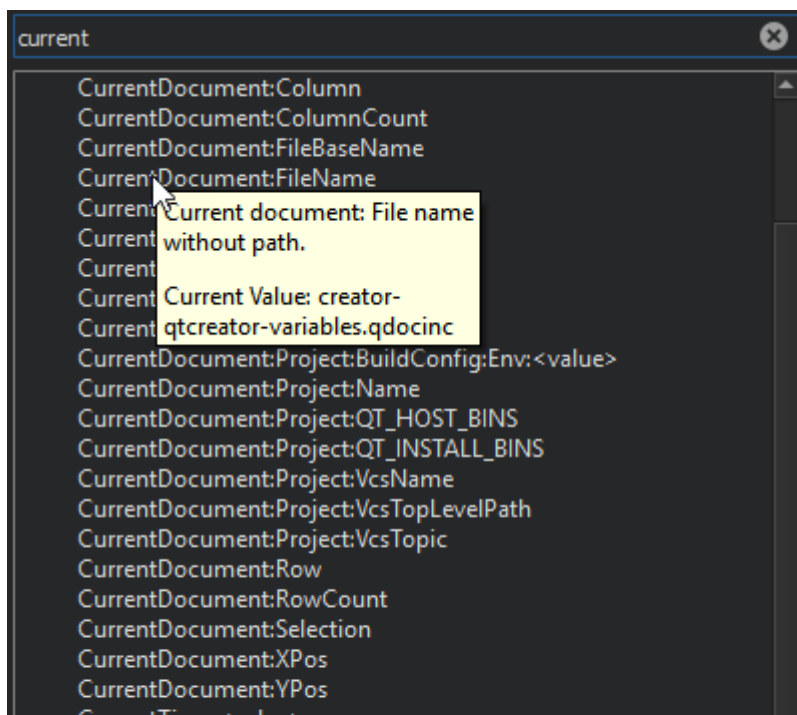 current
CurrentDocument:Column
CurrentDocument:ColumnCount
CurrentDocument:FileBaseName
CurrentDocument:FileName
Current
Current
Current
Current
Current
Current document: File name
without path.
Current Value: creator-
qtcreator-variables.qdocinc
CurrentDocument:Project:BuildConfig:Env:<value>
CurrentDocument:Project:Name
CurrentDocument:Project:QT_HOST_BINS
CurrentDocument:Project:QT_INSTALL_BINS
CurrentDocument:Project:VcsName
CurrentDocument:Project:VcsTopLevelPath
CurrentDocument:Project:VcsTopic
CurrentDocument:Row
CurrentDocument:RowCount
CurrentDocument:Selection
CurrentDocument:XPos
CurrentDocument:YPos